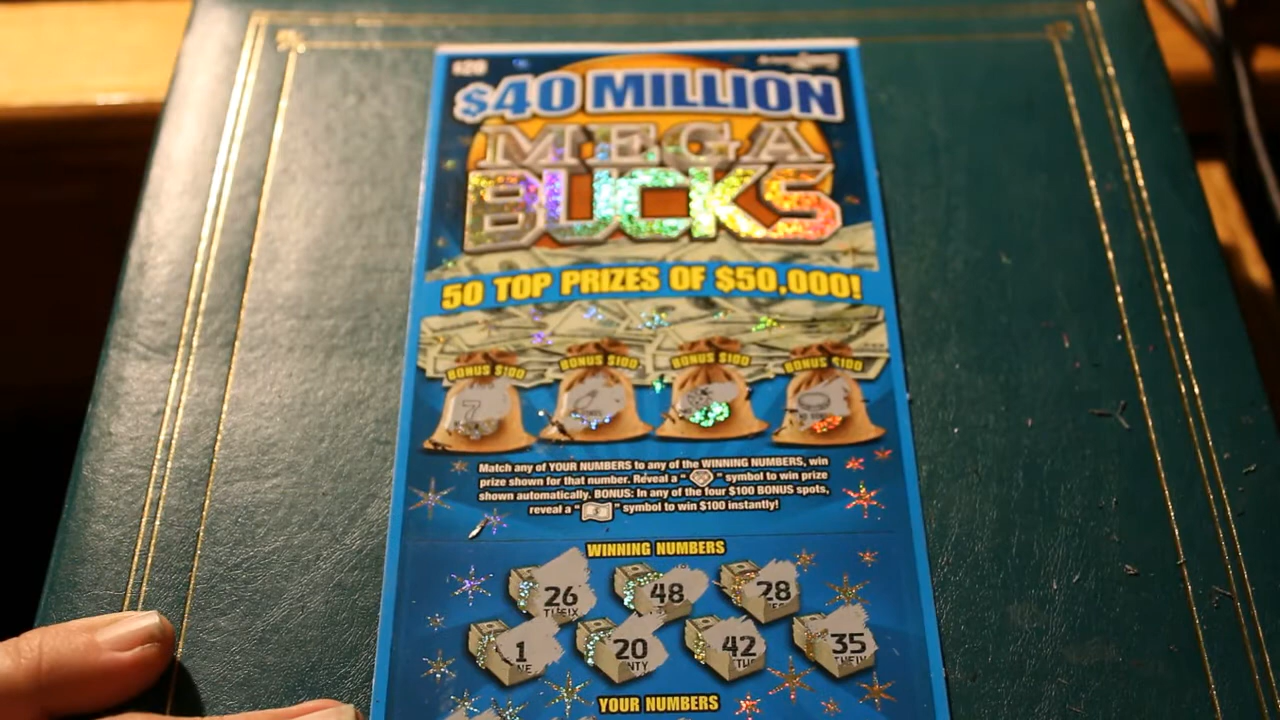 $20
$40 MILLION
MEGA
BUCKS
50 TOP PRIZES OF $50,000!
BONUS $100 BONUS $100 BONUS $100 BONUS $100
7
Match any of YOUR NUMBERS to any of the WINNING NUMBERS, win
prize shown for that number. Reveal a " " symbol to win prize
shown automatically. BONUS: In any of the four $100 BONUS spots,
reveal a " $ " symbol to win $100 instantly!
WINNING NUMBERS
26 48 28
1 20 42 35
YOUR NUMBERS